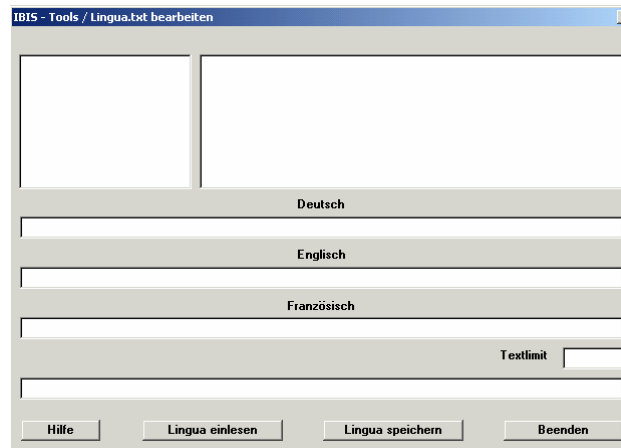 IBIS - Tools / Lingua.txt bearbeiten
Deutsch
Englisch
Französisch
Textlimit
Hilfe Lingua einlesen Lingua speichern Beenden